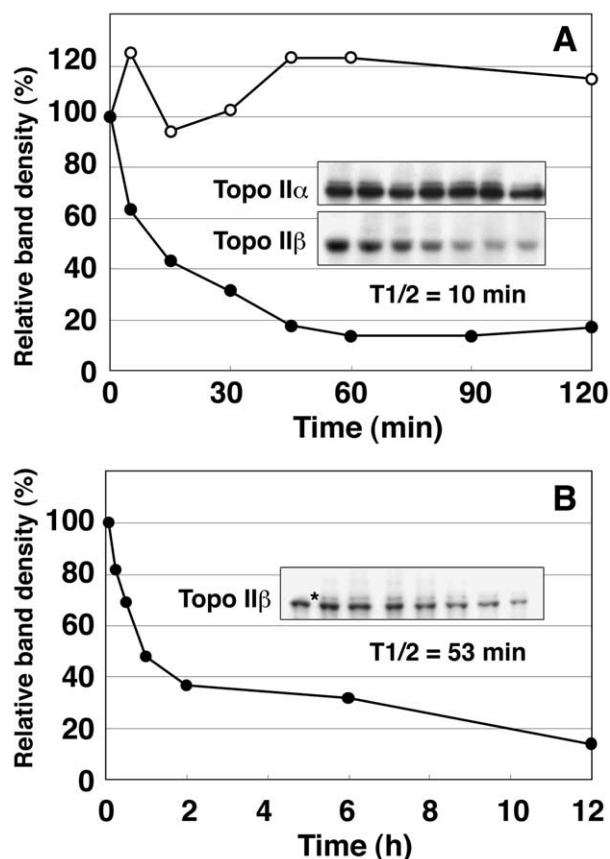 A
Relative band density (%)
120
100
80
60
40
20
0
Topo IIα
Topo IIβ
T1/2 = 10 min
0 30 60 90 120
Time (min)
B
Relative band density (%)
100
80
60
40
20
0
Topo IIβ *
T1/2 = 53 min
0 2 4 6 8 10 12
Time (h)